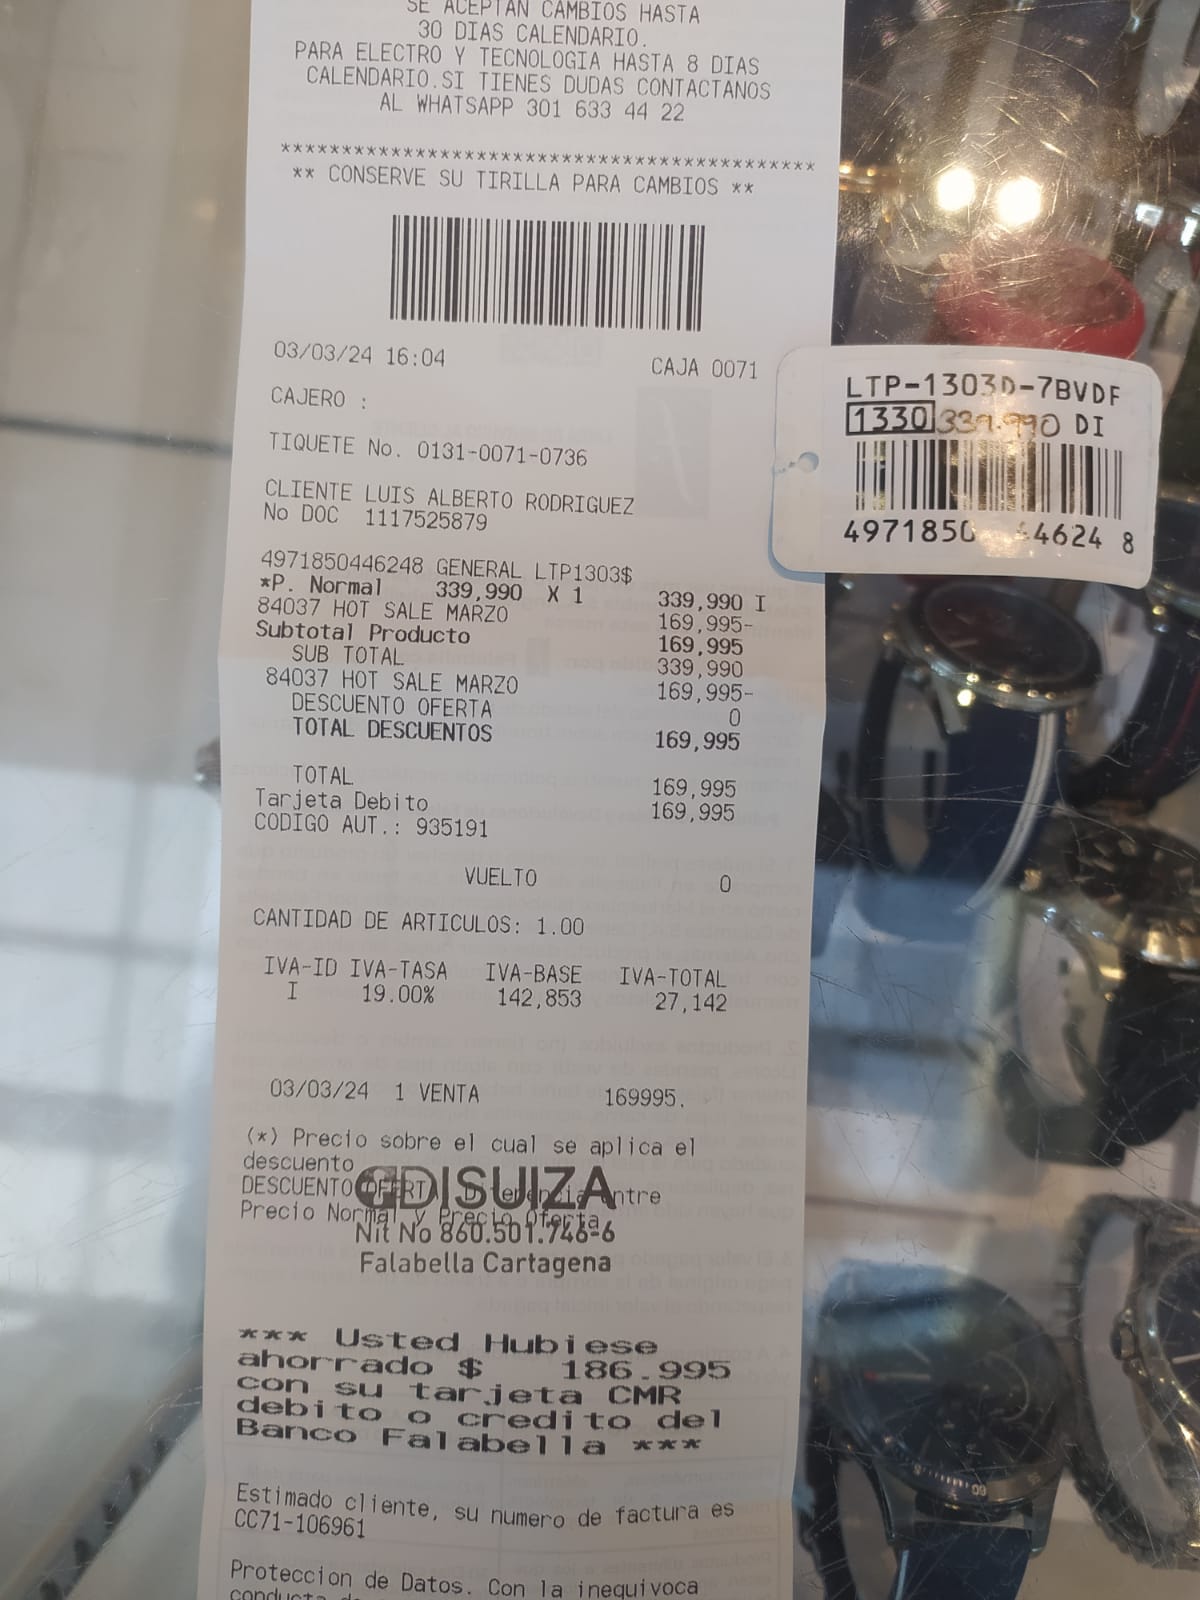 SE ACEPTAN CAMBIOS HASTA
30 DIAS CALENDARIO.
PARA ELECTRO Y TECNOLOGIA HASTA 8 DIAS
CALENDARIO.SI TIENES DUDAS CONTACTANOS
AL WHATSAPP 301 633 44 22
******************************************
** CONSERVE SU TIRILLA PARA CAMBIOS **
03/03/24 16:04 CAJA 0071
CAJERO :
TIQUETE No. 0131-0071-0736
CLIENTE LUIS ALBERTO RODRIGUEZ
No DOC 1117525879
4971850446248 GENERAL LTP1303$
*P. Normal 339,990 X 1 339,990 I
84037 HOT SALE MARZO 169,995-
Subtotal Producto 169,995
SUB TOTAL 339,990
84037 HOT SALE MARZO 169,995-
DESCUENTO OFERTA 0
TOTAL DESCUENTOS 169,995
TOTAL 169,995
Tarjeta Debito 169,995
CODIGO AUT.: 935191
VUELTO 0
CANTIDAD DE ARTICULOS: 1.00
IVA-ID IVA-TASA IVA-BASE IVA-TOTAL
I 19.00% 142,853 27,142
03/03/24 1 VENTA 169995.
(*) Precio sobre el cual se aplica el
descuento
DESCUENTO OFERTA Diferencia entre
Precio Normal y Precio Oferta
DISUIZA
Nit No 860.501.746-6
Falabella Cartagena
*** Usted Hubiese
ahorrado $ 186.995
con su tarjeta CMR
debito o credito del
Banco Falabella ***
Estimado cliente, su numero de factura es
CC71-106961
Proteccion de Datos. Con la inequivoca
conducta
LTP-1303D-7BVDF
1330 339.990 DI
4971850 44624 8
60